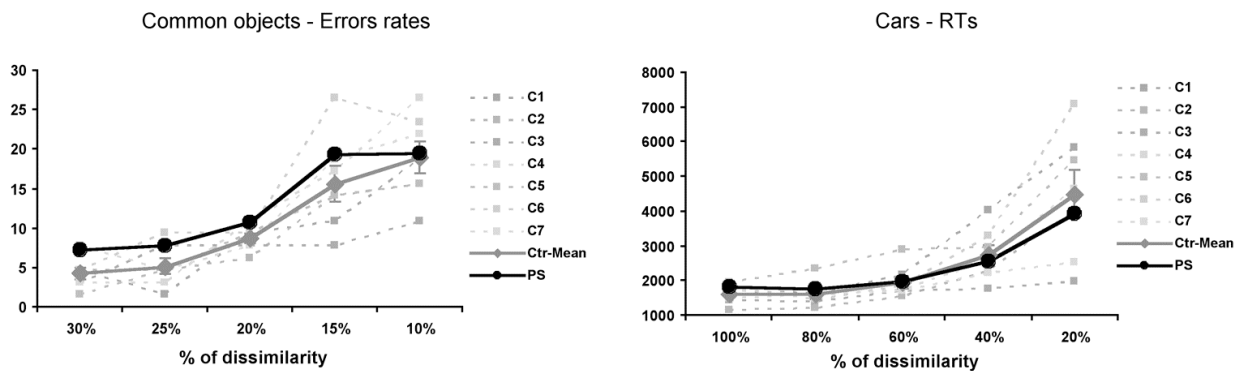 Common objects - Errors rates
30
25
20
15
10
5
0
30% 25% 20% 15% 10%
% of dissimilarity
C1
C2
C3
C4
C5
C6
C7
Ctr-Mean
PS
Cars - RTs
8000
7000
6000
5000
4000
3000
2000
1000
100% 80% 60% 40% 20%
% of dissimilarity
C1
C2
C3
C4
C5
C6
C7
Ctr-Mean
PS